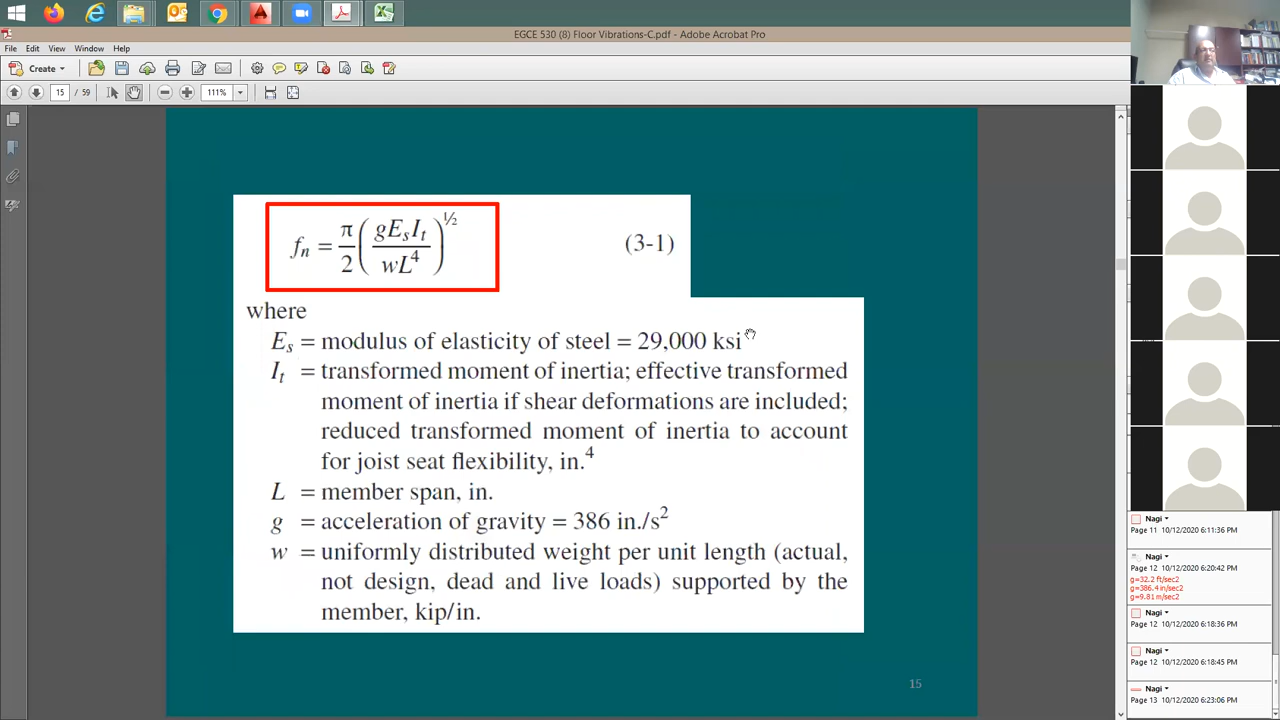 EGCE 530 (8) Floor Vibrations-C.pdf - Adobe Acrobat Pro
File Edit View Window Help
Create
15 / 59 111%
fn = π/2 (gEsIt / wL⁴)^½ (3-1)
where
Es = modulus of elasticity of steel = 29,000 ksi
It = transformed moment of inertia; effective transformed
moment of inertia if shear deformations are included;
reduced transformed moment of inertia to account
for joist seat flexibility, in.⁴
L = member span, in.
g = acceleration of gravity = 386 in./s²
w = uniformly distributed weight per unit length (actual,
not design, dead and live loads) supported by the
member, kip/in.
15
Nagi
Page 11 10/12/2020 6:11:36 PM
Nagi
Page 12 10/12/2020 6:20:42 PM
g=32.2 ft/sec2
g=386.4 in/sec2
g=9.81 m/sec2
Nagi
Page 12 10/12/2020 6:18:36 PM
Nagi
Page 12 10/12/2020 6:18:45 PM
Nagi
Page 13 10/12/2020 6:23:06 PM